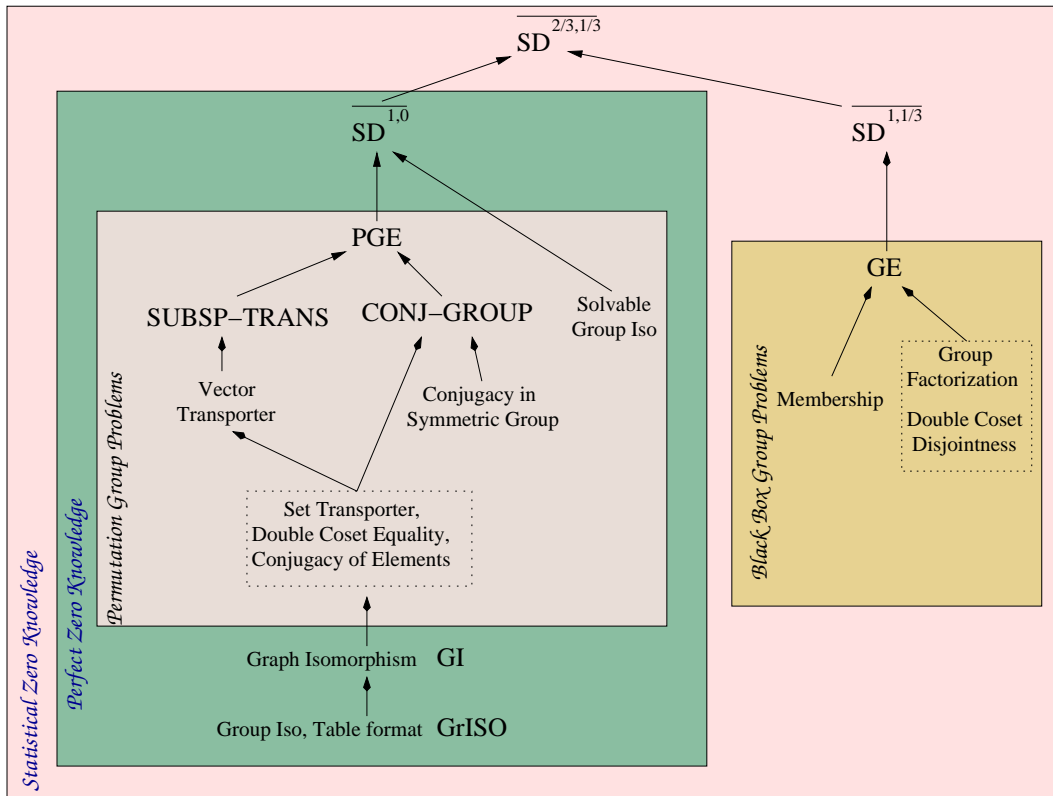 SD 2/3,1/3
SD 1,0
SD 1,1/3
PGE
GE
SUBSP–TRANS
CONJ–GROUP
Solvable
Group Iso
Group
Factorization
Double Coset
Disjointness
Vector
Transporter
Conjugacy in
Symmetric Group
Membership
Set Transporter,
Double Coset Equality,
Conjugacy of Elements
Graph Isomorphism GI
Group Iso, Table format GrISO
Statistical Zero Knowledge
Perfect Zero Knowledge
Permutation Group Problems
Black Box Group Problems